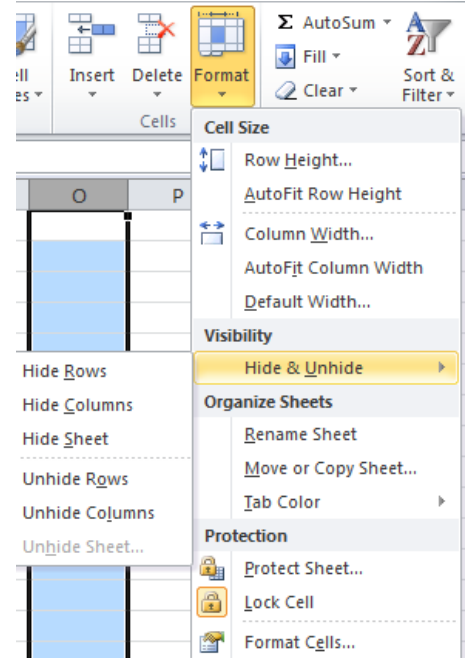 Σ AutoSum
Fill
Clear
ell
es
Insert
Delete
Format
Sort &
Filter
Cells
O
P
Cell Size
Row Height...
AutoFit Row Height
Column Width...
AutoFit Column Width
Default Width...
Visibility
Hide & Unhide
Hide Rows
Hide Columns
Hide Sheet
Unhide Rows
Unhide Columns
Unhide Sheet...
Organize Sheets
Rename Sheet
Move or Copy Sheet...
Tab Color
Protection
Protect Sheet...
Lock Cell
Format Cells...